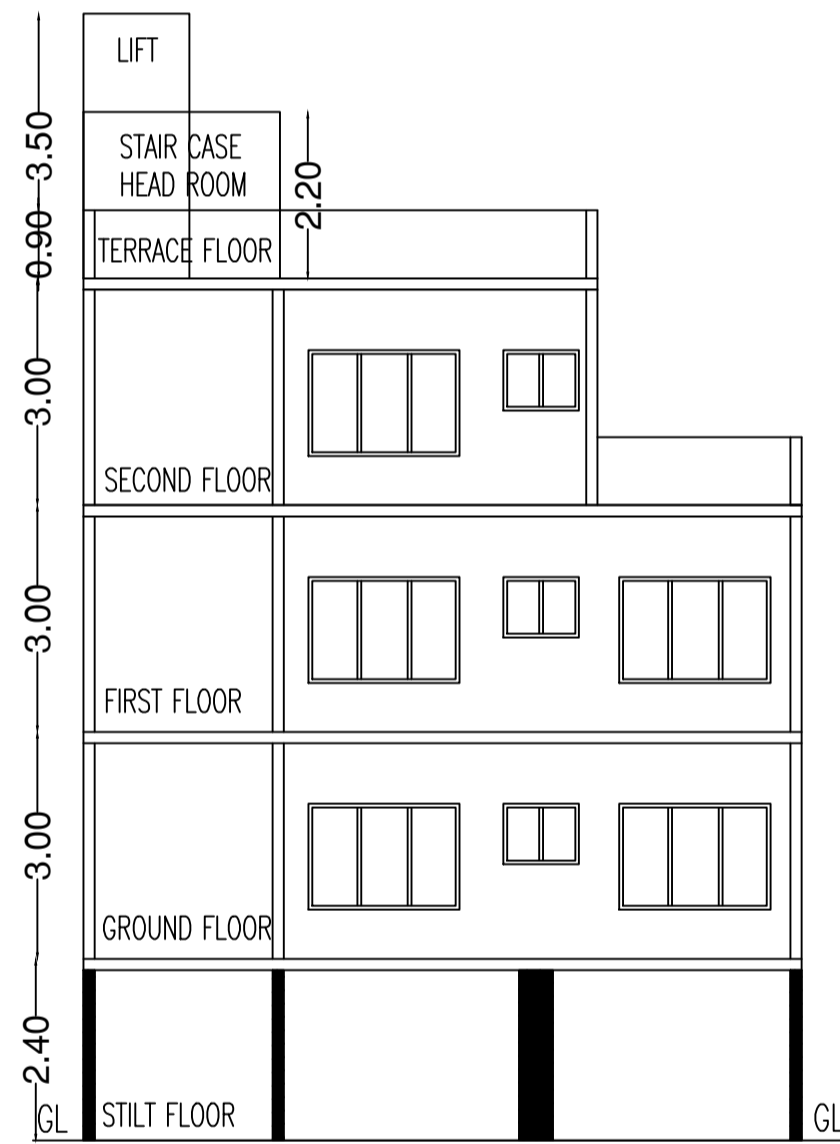 LIFT
3.50
STAIR CASE
HEAD ROOM
2.20
0.90
TERRACE FLOOR
3.00
SECOND FLOOR
3.00
FIRST FLOOR
3.00
GROUND FLOOR
2.40
GL
STILT FLOOR
GL